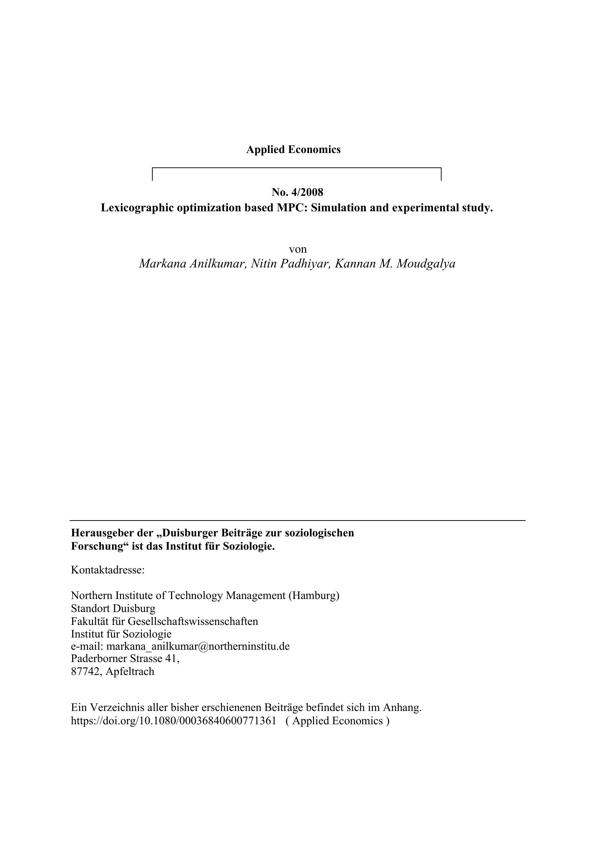 Applied Economics
No. 4/2008
Lexicographic optimization based MPC: Simulation and experimental study.
von
Markana Anilkumar, Nitin Padhiyar, Kannan M. Moudgalya
Herausgeber der „Duisburger Beiträge zur soziologischen
Forschung“ ist das Institut für Soziologie.
Kontaktadresse:
Northern Institute of Technology Management (Hamburg)
Standort Duisburg
Fakultät für Gesellschaftswissenschaften
Institut für Soziologie
e-mail: markana_anilkumar@northerninstitu.de
Paderborner Strasse 41,
87742, Apfeltrach
Ein Verzeichnis aller bisher erschienenen Beiträge befindet sich im Anhang.
https://doi.org/10.1080/00036840600771361 ( Applied Economics )